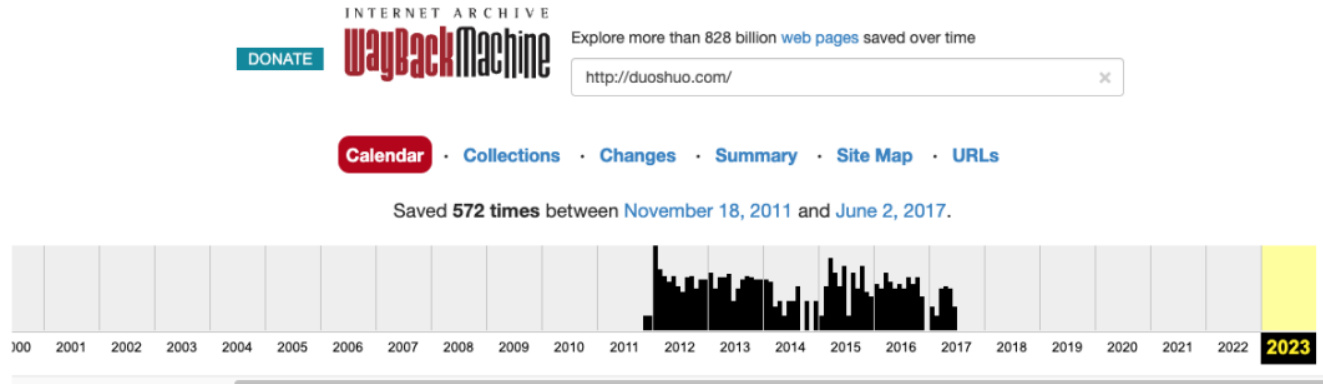 INTERNET ARCHIVE
DONATE
WayBackMachine
Explore more than 828 billion web pages saved over time
http://duoshuo.com/ ×
Calendar · Collections · Changes · Summary · Site Map · URLs
Saved 572 times between November 18, 2011 and June 2, 2017.
2001 2002 2003 2004 2005 2006 2007 2008 2009 2010 2011 2012 2013 2014 2015 2016 2017 2018 2019 2020 2021 2022 2023